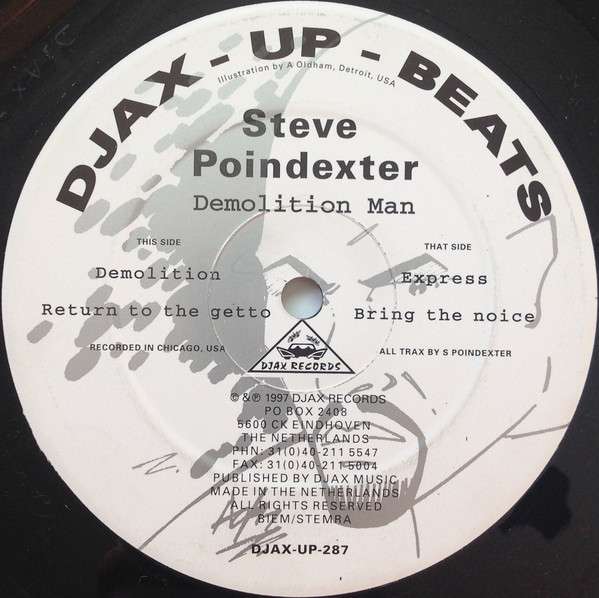 DJAX - UP - BEATS
Illustration by A Oldham, Detroit, USA
Steve
Poindexter
Demolition Man
THIS SIDE
Demolition
Return to the getto
RECORDED IN CHICAGO, USA
THAT SIDE
Express
Bring the noice
ALL TRAX BY S POINDEXTER
DJAX RECORDS
© & ℗ 1997 DJAX RECORDS
PO BOX 2408
5600 CK EINDHOVEN
THE NETHERLANDS
PHN: 31(0)40-211 5547
FAX: 31(0)40-211 5004
PUBLISHED BY DJAX MUSIC
MADE IN THE NETHERLANDS
ALL RIGHTS RESERVED
BIEM/STEMRA
DJAX-UP-287